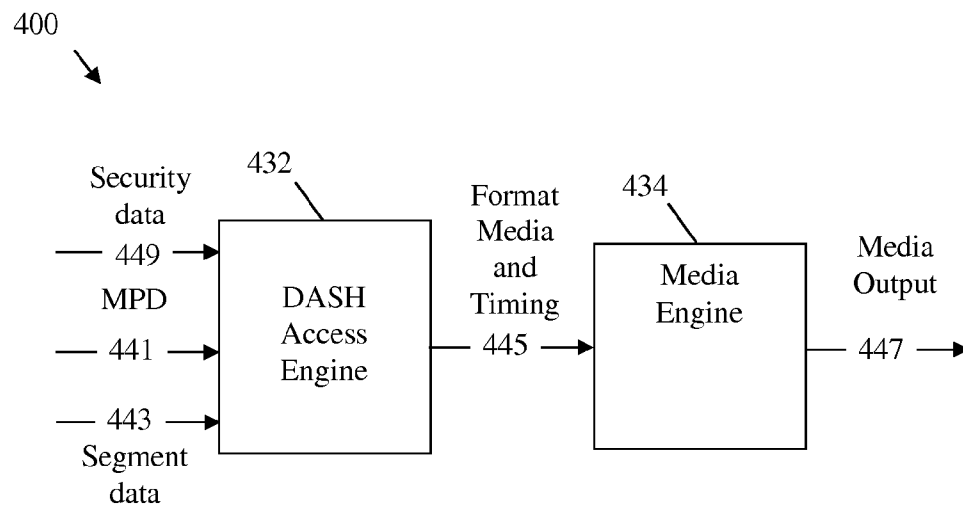 400
Security
data
449
MPD
441
443
Segment
data
432
DASH
Access
Engine
Format
Media
and
Timing
445
434
Media
Engine
Media
Output
447